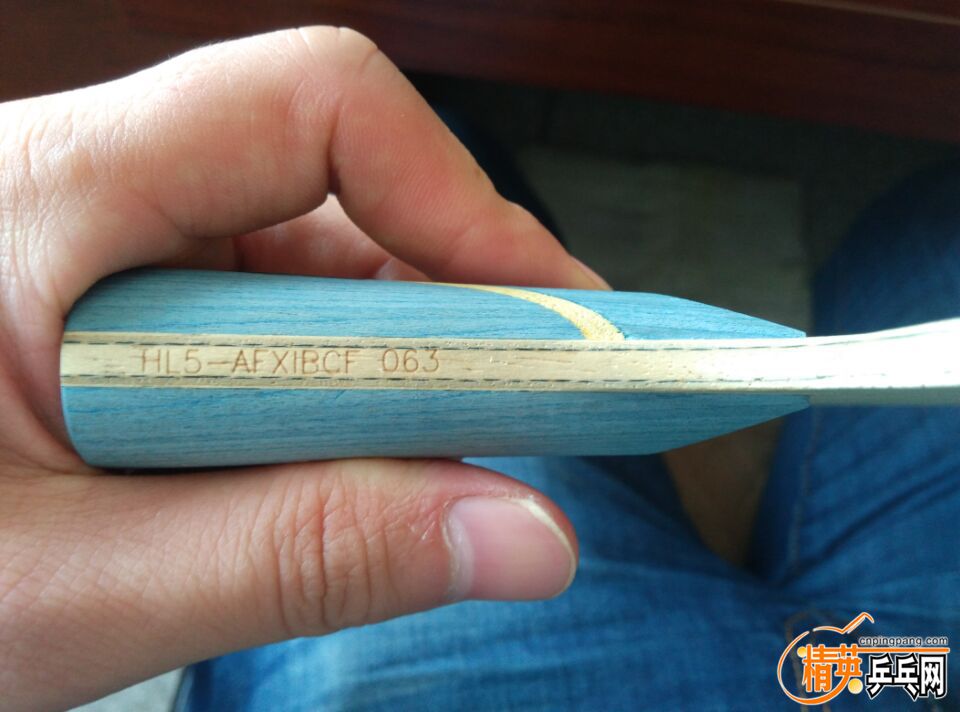 HL5-AFXIBCF 063
cnpingpang.com
精英乒乓网